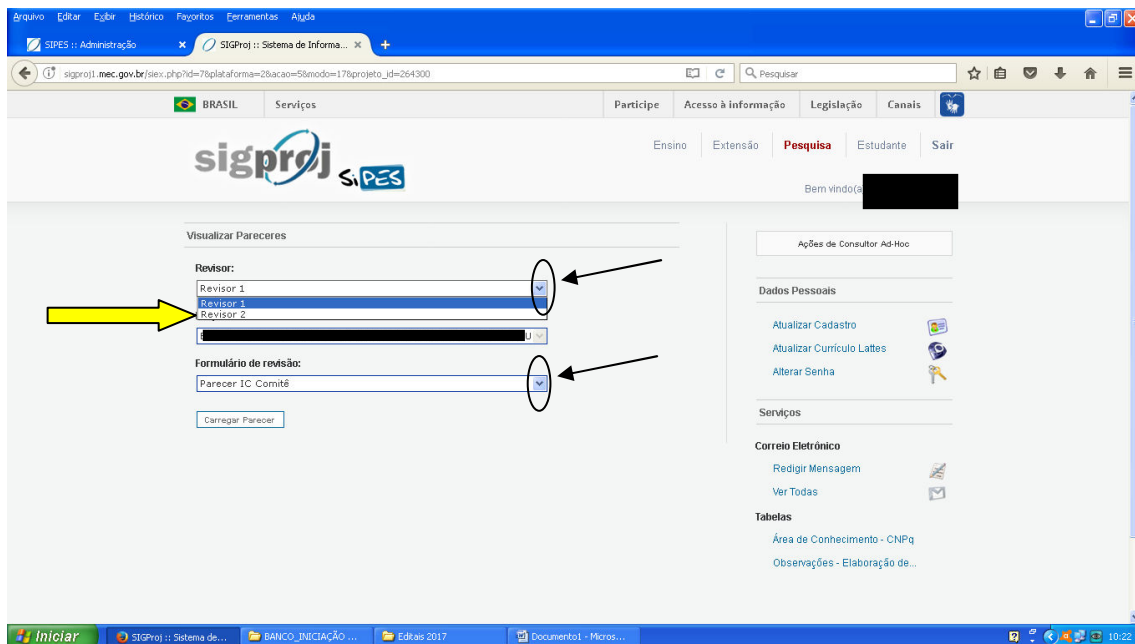 Arquivo Editar Exibir Histórico Favoritos Ferramentas Ajuda
SIPES :: Administração × SIGProj :: Sistema de Informa... × +
sigproj1.mec.gov.br/siex.php?id=78&plataforma=2&acao=58&modo=17&projeto_id=264300 Pesquisar
BRASIL Serviços Participe Acesso à informação Legislação Canais
sigproj SiPES
Ensino Extensão Pesquisa Estudante Sair
Bem vindo(a
Visualizar Pareceres
Revisor:
Revisor 1
Revisor 1
Revisor 2
U
Formulário de revisão:
Parecer IC Comitê
Carregar Parecer
Ações de Consultor Ad-Hoc
Dados Pessoais
Atualizar Cadastro
Atualizar Currículo Lattes
Alterar Senha
Serviços
Correio Eletrônico
Redigir Mensagem
Ver Todas
Tabelas
Área de Conhecimento - CNPq
Observações - Elaboração de...
Iniciar SIGProj :: Sistema de... BANCO_INICIAÇÃO ... Editais 2017 Documento1 - Micros... 10:22